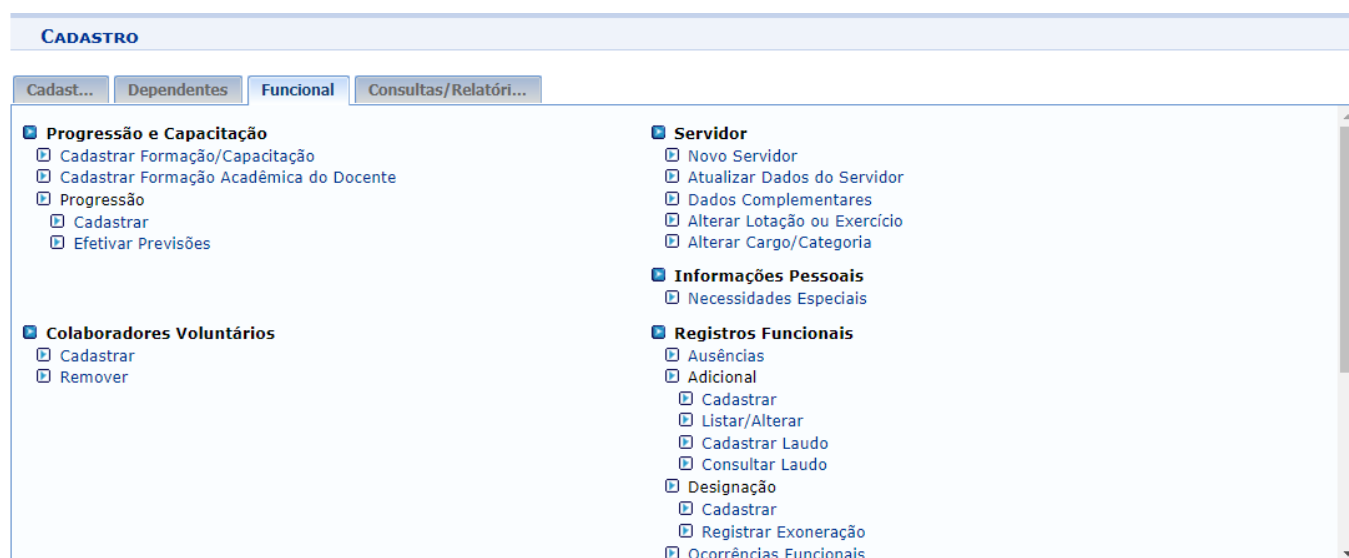 CADASTRO
Cadast... Dependentes Funcional Consultas/Relatóri...
Progressão e Capacitação
Cadastrar Formação/Capacitação
Cadastrar Formação Acadêmica do Docente
Progressão
Cadastrar
Efetivar Previsões
Colaboradores Voluntários
Cadastrar
Remover
Servidor
Novo Servidor
Atualizar Dados do Servidor
Dados Complementares
Alterar Lotação ou Exercício
Alterar Cargo/Categoria
Informações Pessoais
Necessidades Especiais
Registros Funcionais
Ausências
Adicional
Cadastrar
Listar/Alterar
Cadastrar Laudo
Consultar Laudo
Designação
Cadastrar
Registrar Exoneração
Ocorrências Funcionais